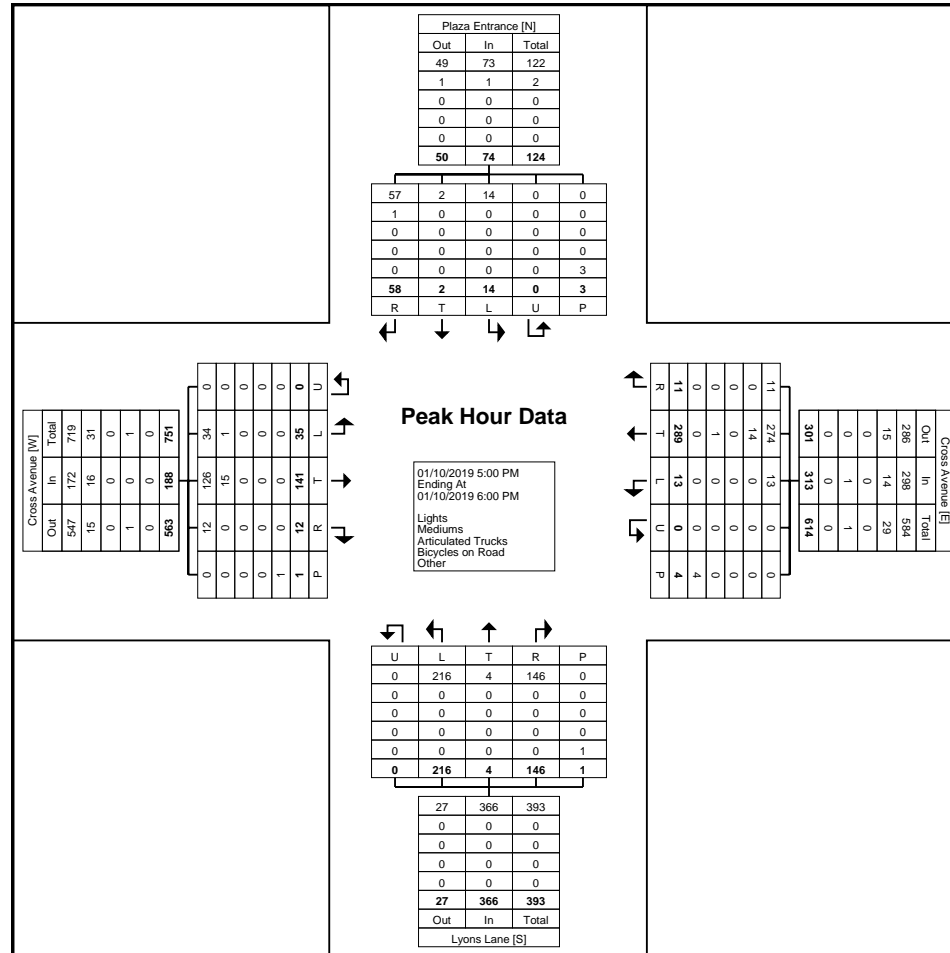 Plaza Entrance [N]
Out In Total
49 73 122
1 1 2
0 0 0
0 0 0
0 0 0
50 74 124
57 2 14 0 0
1 0 0 0 0
0 0 0 0 0
0 0 0 0 0
0 0 0 0 3
58 2 14 0 3
R T L U P
Cross Avenue [W]
Total 719 31 0 1 0 751
In 172 16 0 0 0 188
Out 547 15 0 1 0 563
0 0 0 0 0 0 U
34 1 0 0 0 35 L
126 15 0 0 0 141 T
12 0 0 0 0 12 R
0 0 0 0 1 1 P
Peak Hour Data
01/10/2019 5:00 PM
Ending At
01/10/2019 6:00 PM
Lights
Mediums
Articulated Trucks
Bicycles on Road
Other
R 11 0 0 0 0 11
T 289 0 1 0 14 274
L 13 0 0 0 0 13
U 0 0 0 0 0 0
P 4 4 0 0 0 0
301 0 0 0 15 286 Out
313 0 1 0 14 298 In
614 0 1 0 29 584 Total
Cross Avenue [E]
U L T R P
0 216 4 146 0
0 0 0 0 0
0 0 0 0 0
0 0 0 0 0
0 0 0 0 1
0 216 4 146 1
27 366 393
0 0 0
0 0 0
0 0 0
0 0 0
27 366 393
Out In Total
Lyons Lane [S]